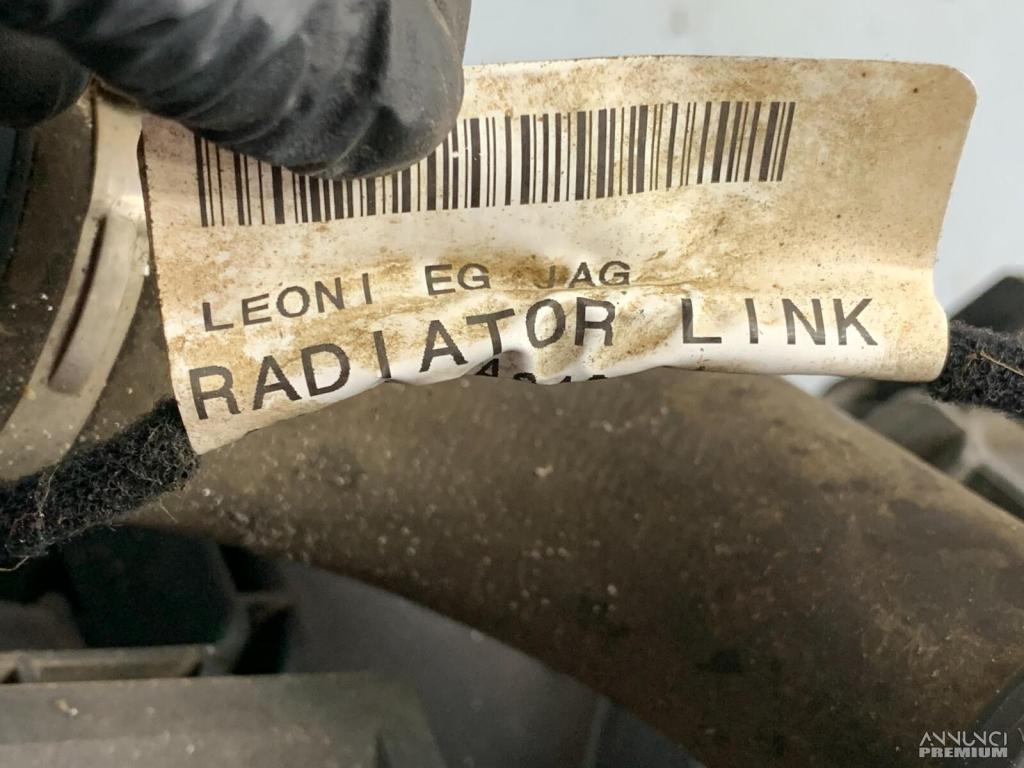 LEONI EG JAG
RADIATOR LINK
ANNUNCI
PREMIUM